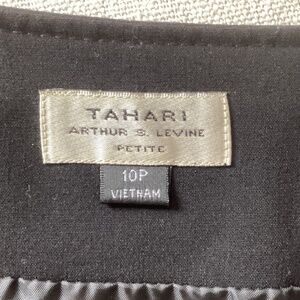 TAHARI
ARTHUR S. LEVINE
PETITE
10P
VIETNAM